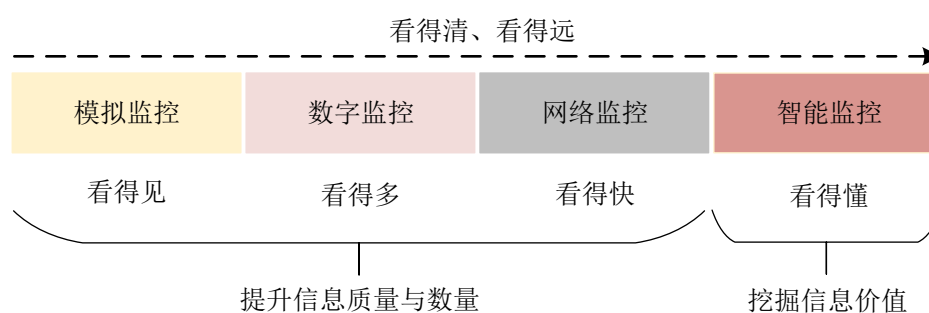 看得清、看得远
模拟监控 数字监控 网络监控 智能监控
看得见 看得多 看得快 看得懂
提升信息质量与数量 挖掘信息价值